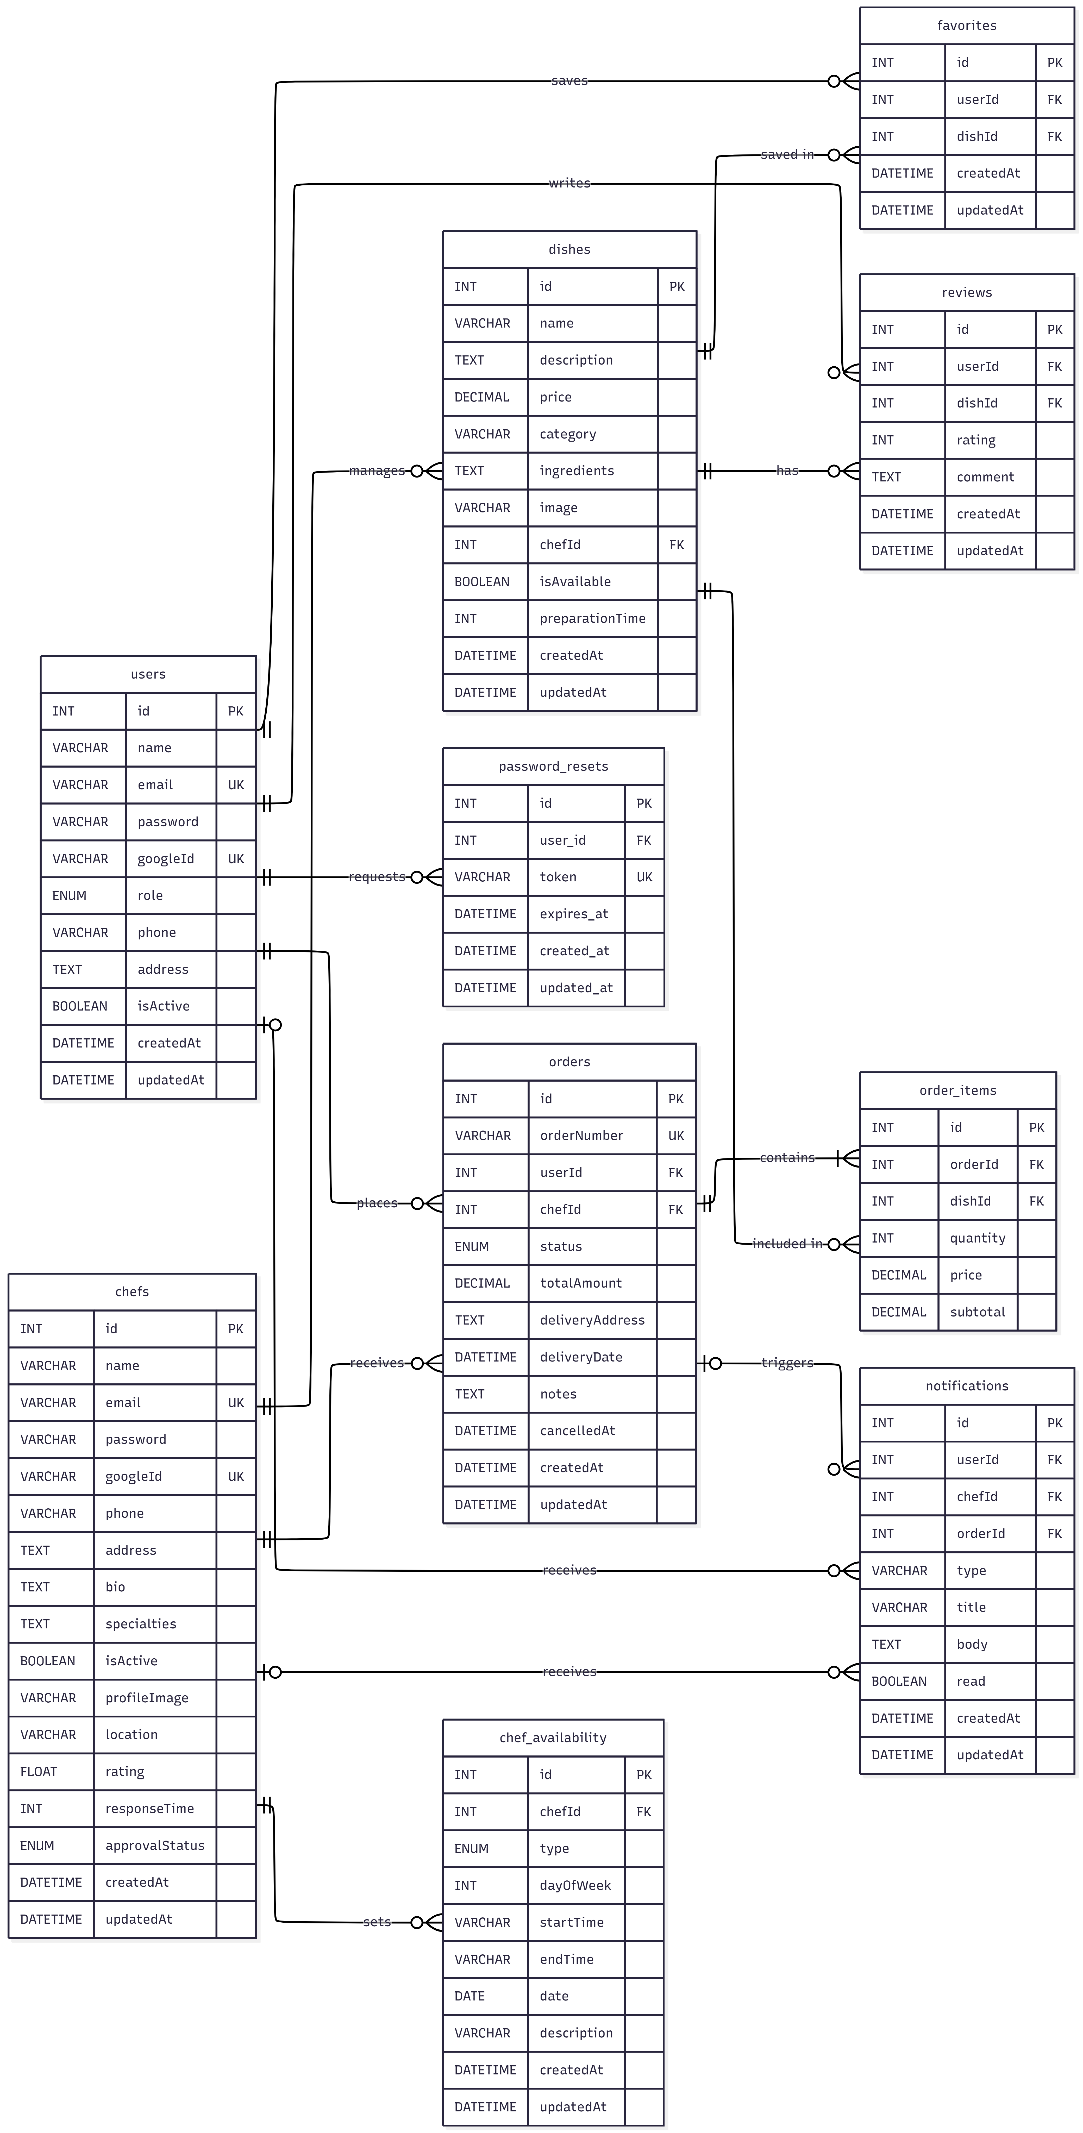 favorites
INT id PK
INT userId FK
INT dishId FK
DATETIME createdAt
DATETIME updatedAt
saves
saved in
writes
dishes
INT id PK
VARCHAR name
TEXT description
DECIMAL price
VARCHAR category
TEXT ingredients
VARCHAR image
INT chefId FK
BOOLEAN isAvailable
INT preparationTime
DATETIME createdAt
DATETIME updatedAt
reviews
INT id PK
INT userId FK
INT dishId FK
INT rating
TEXT comment
DATETIME createdAt
DATETIME updatedAt
manages
has
users
INT id PK
VARCHAR name
VARCHAR email UK
VARCHAR password
VARCHAR googleId UK
ENUM role
VARCHAR phone
TEXT address
BOOLEAN isActive
DATETIME createdAt
DATETIME updatedAt
password_resets
INT id PK
INT user_id FK
VARCHAR token UK
DATETIME expires_at
DATETIME created_at
DATETIME updated_at
requests
orders
INT id PK
VARCHAR orderNumber UK
INT userId FK
INT chefId FK
ENUM status
DECIMAL totalAmount
TEXT deliveryAddress
DATETIME deliveryDate
TEXT notes
DATETIME cancelledAt
DATETIME createdAt
DATETIME updatedAt
order_items
INT id PK
INT orderId FK
INT dishId FK
INT quantity
DECIMAL price
DECIMAL subtotal
contains
places
included in
chefs
INT id PK
VARCHAR name
VARCHAR email UK
VARCHAR password
VARCHAR googleId UK
VARCHAR phone
TEXT address
TEXT bio
TEXT specialties
BOOLEAN isActive
VARCHAR profileImage
VARCHAR location
FLOAT rating
INT responseTime
ENUM approvalStatus
DATETIME createdAt
DATETIME updatedAt
receives
triggers
notifications
INT id PK
INT userId FK
INT chefId FK
INT orderId FK
VARCHAR type
VARCHAR title
TEXT body
BOOLEAN read
DATETIME createdAt
DATETIME updatedAt
receives
receives
chef_availability
INT id PK
INT chefId FK
ENUM type
INT dayOfWeek
VARCHAR startTime
VARCHAR endTime
DATE date
VARCHAR description
DATETIME createdAt
DATETIME updatedAt
sets